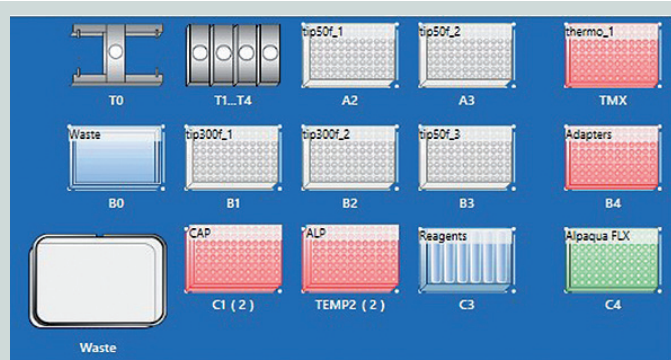 tip50f_1 tip50f_2 thermo_1
T0 T1...T4 A2 A3 TMX
Waste tip300f_1 tip300f_2 tip50f_3 Adapters
B0 B1 B2 B3 B4
CAP ALP Reagents Alpaqua FLX
C1 ( 2 ) TEMP2 ( 2 ) C3 C4
Waste